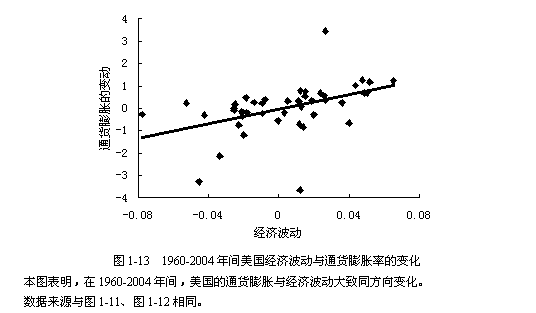 4
3
2
1
0
-1
-2
-3
-4
通货膨胀的变动
-0.08
-0.04
0
0.04
0.08
经济波动
图 1-13 1960-2004 年间美国经济波动与通货膨胀率的变化
本图表明，在 1960-2004 年间，美国的通货膨胀与经济波动大致同方向变化。
数据来源与图 1-11、图 1-12 相同。